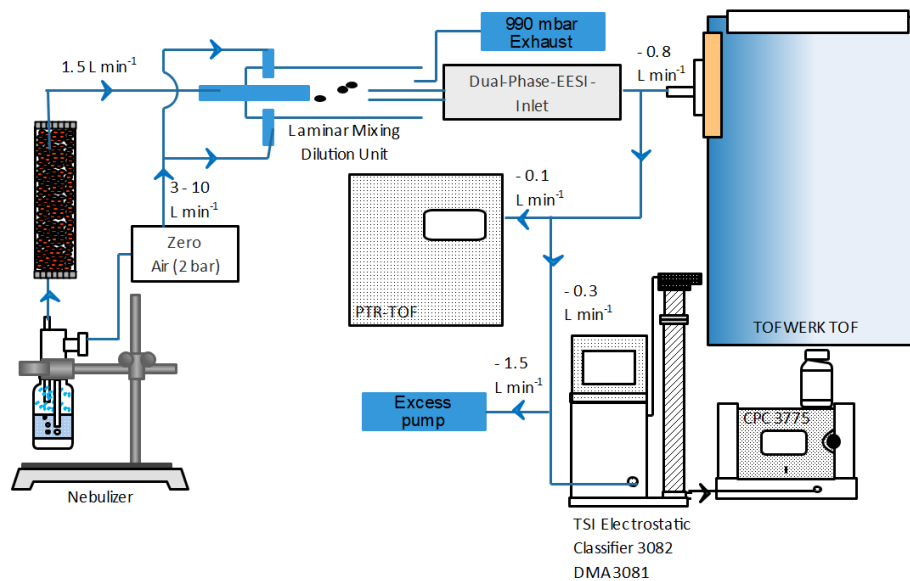 990 mbar
Exhaust
- 0.8
L min⁻¹
1.5 L min⁻¹
Dual-Phase-EESI-
Inlet
Laminar Mixing
Dilution Unit
3 - 10
L min⁻¹
- 0.1
L min⁻¹
Zero
Air (2 bar)
- 0.3
L min⁻¹
PTR-TOF
TOFWERK TOF
- 1.5
L min⁻¹
Excess
pump
CPC 3775
Nebulizer
TSI Electrostatic
Classifier 3082
DMA3081